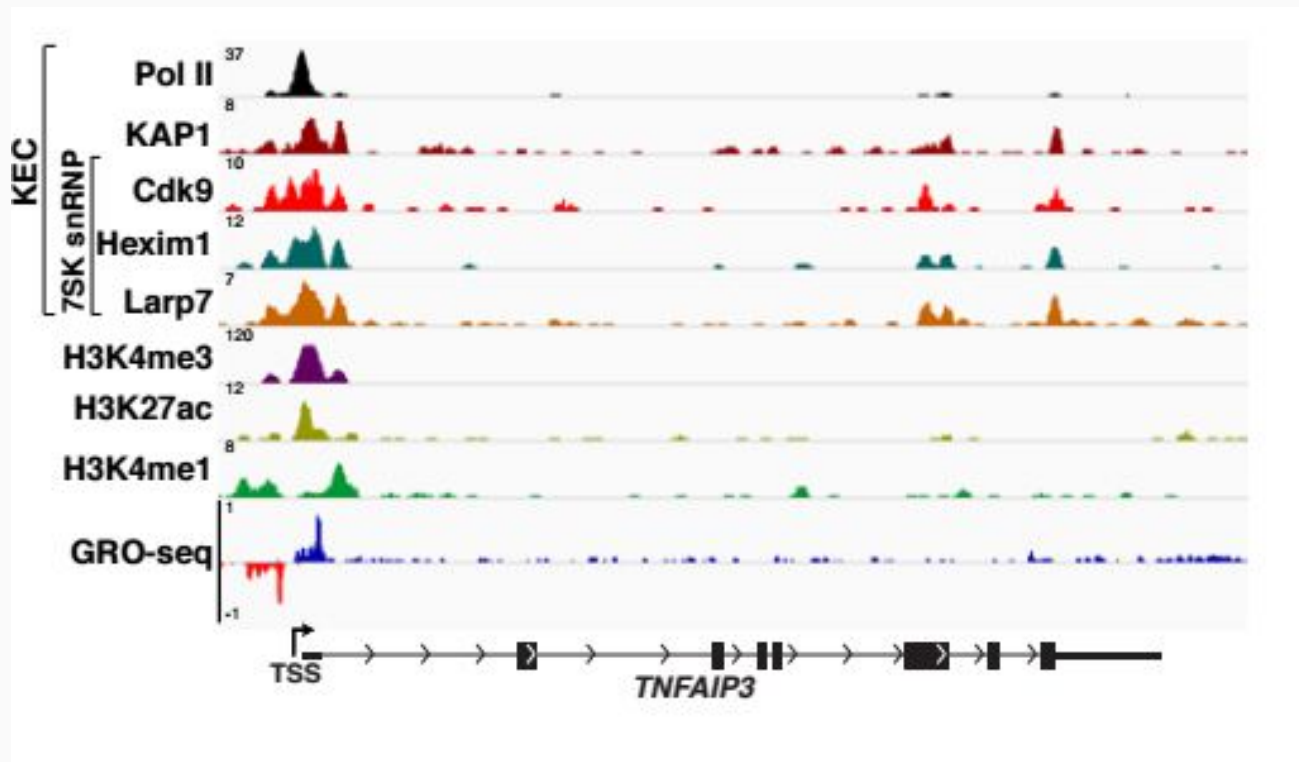 KEC
7SK snRNP
Pol II
37
KAP1
8
Cdk9
10
Hexim1
12
Larp7
7
H3K4me3
120
H3K27ac
12
H3K4me1
8
GRO-seq
1
-1
TSS
TNFAIP3